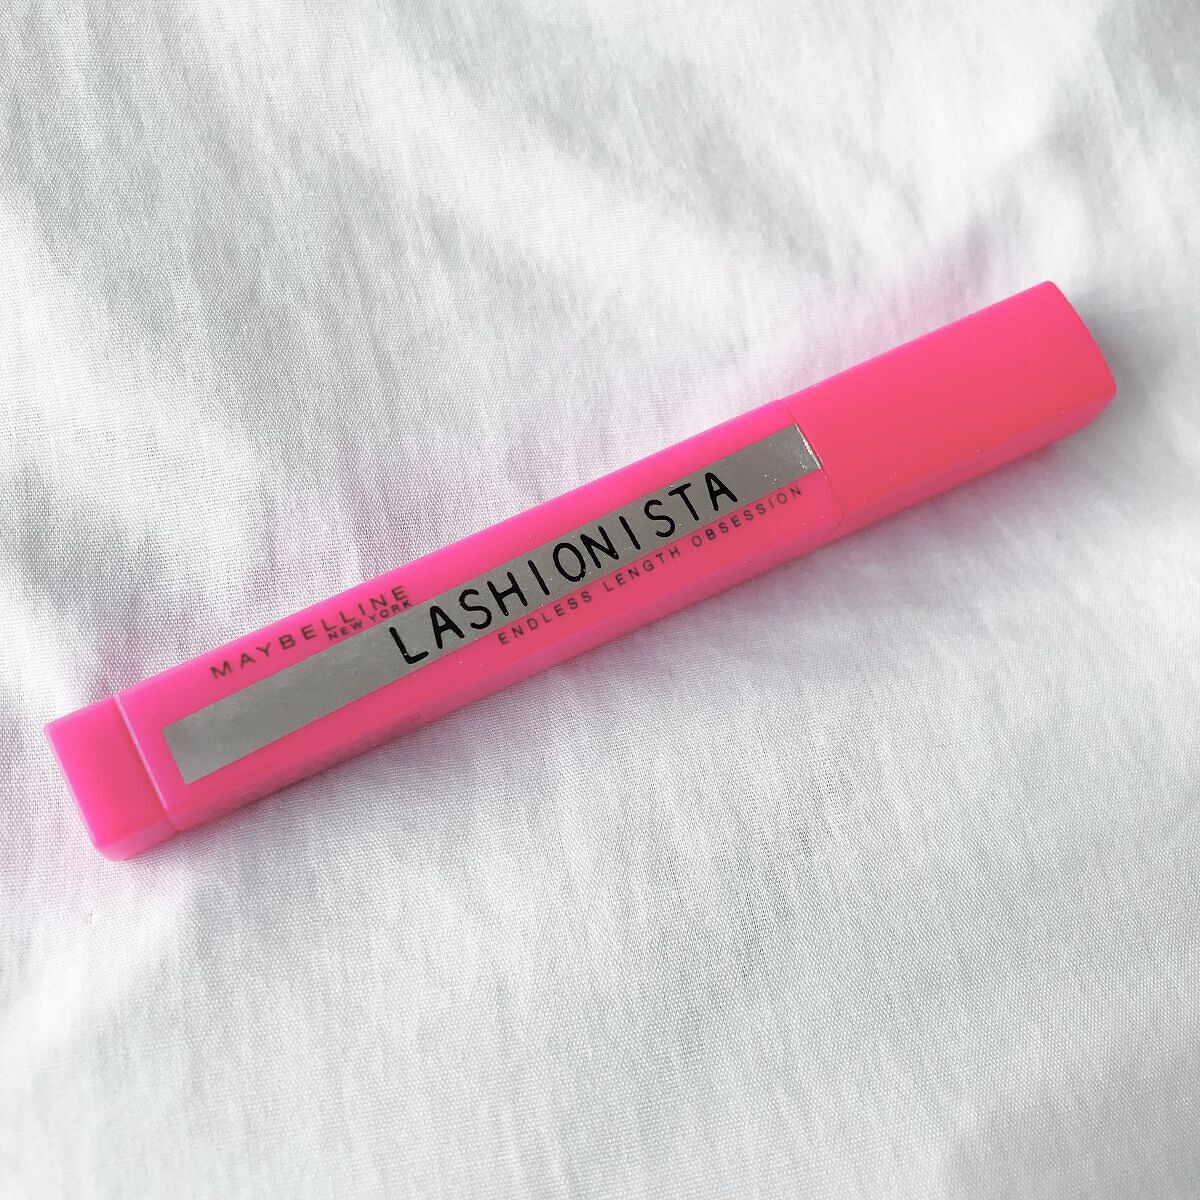 MAYBELLINE
NEW YORK
LASHIONISTA
ENDLESS LENGTH OBSESSION